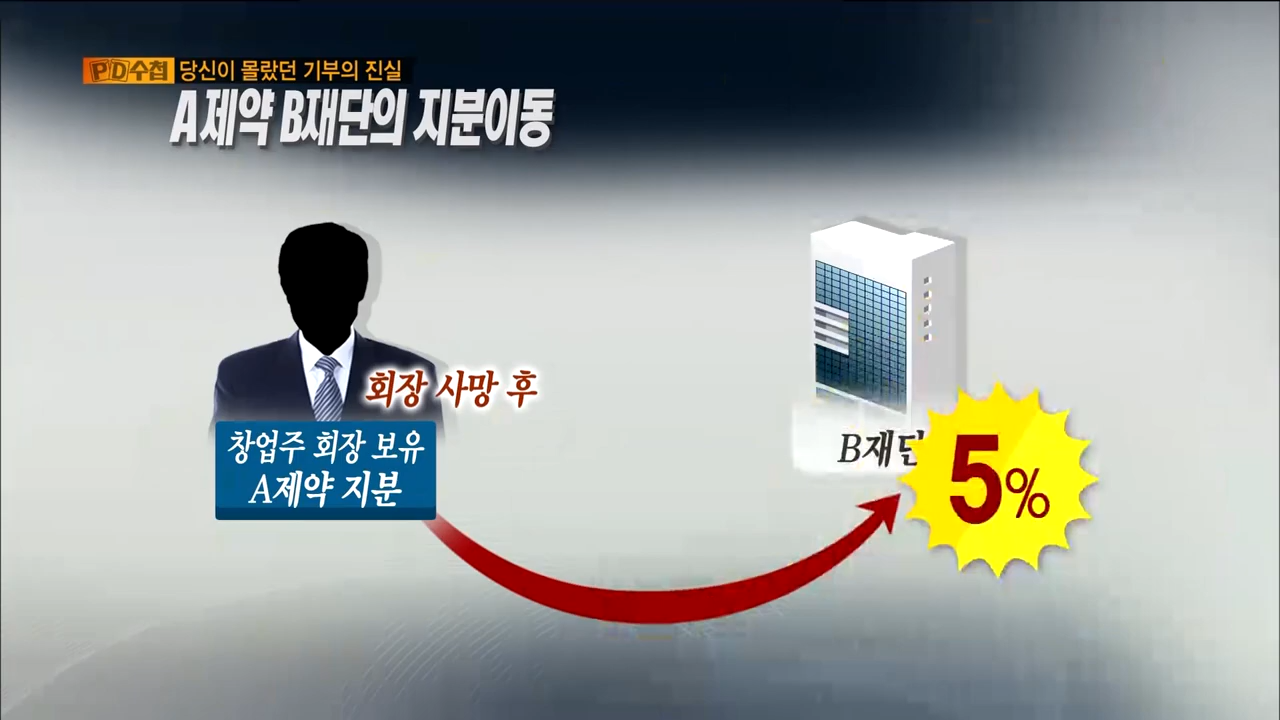 PD수첩 당신이 몰랐던 기부의 진실
A제약 B재단의 지분이동
회장 사망 후
창업주 회장 보유
A제약 지분
B재단
5%